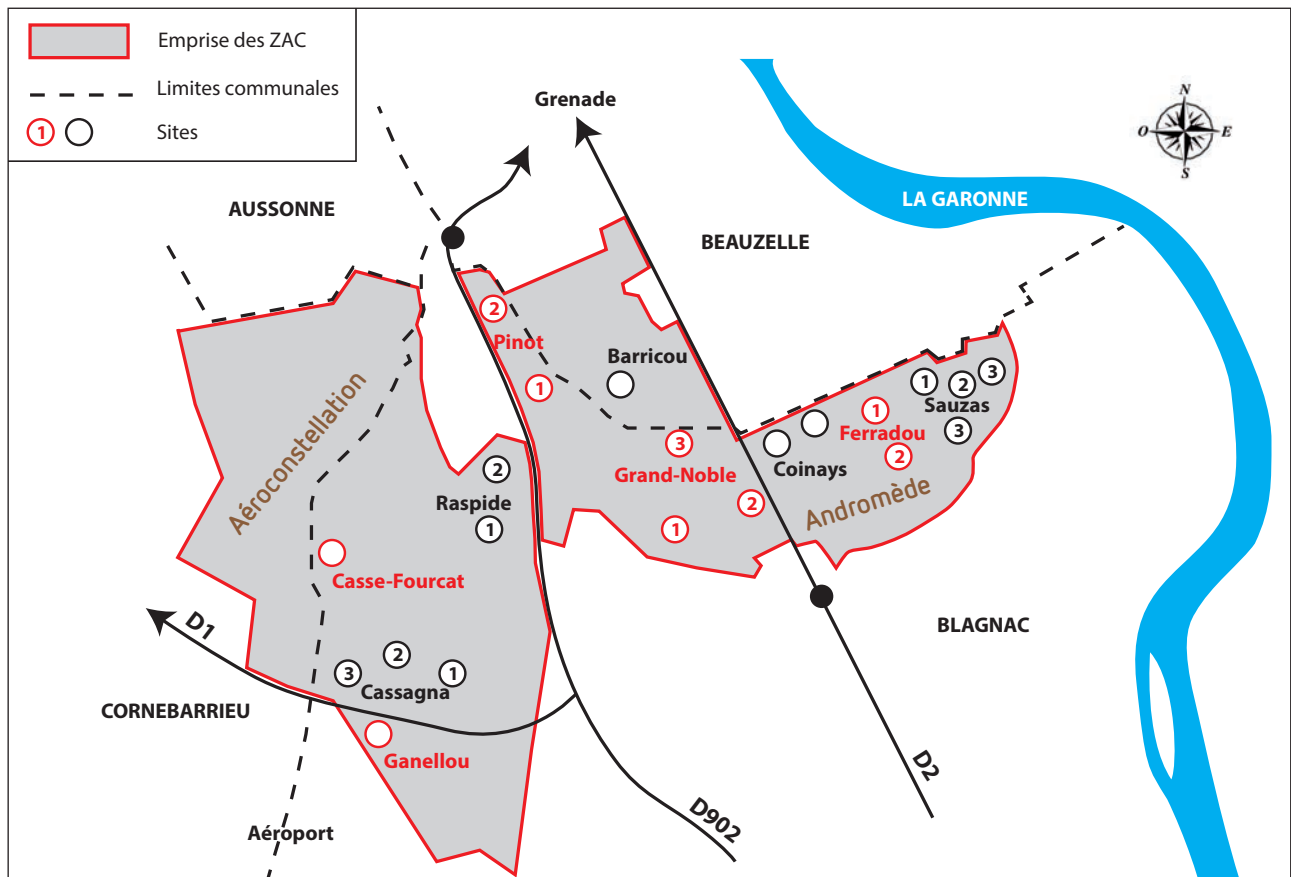 Emprise des ZAC
Limites communales
1 Sites
Grenade
N
O E
S
LA GARONNE
AUSSONNE
BEAUZELLE
2
Pinot
1
Barricou
Aéroconstellation
1 2 3
Sauzas
3
1
Ferradou
2
3
Grand-Noble
2
1
Coinays
Andromède
2
Raspide
1
Casse-Fourcat
D1
BLAGNAC
2
3 1
Cassagna
CORNEBARRIEU
Ganellou
D2
D902
Aéroport